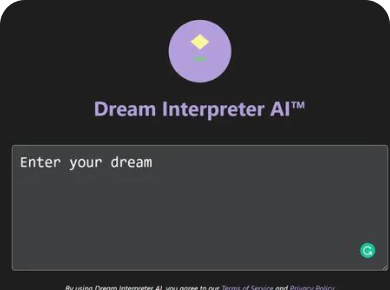 Dream Interpreter AI™
Enter your dream
By using Dream Interpreter AI, you agree to our Terms of Service and Privacy Policy